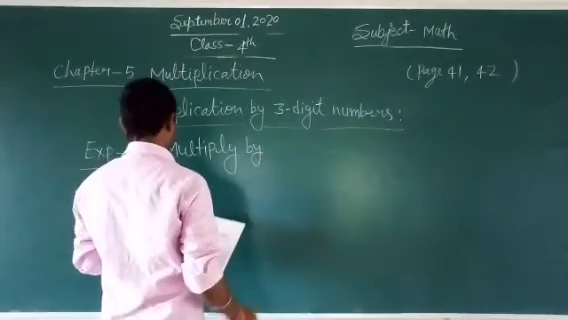 September 01, 2020
Class - 4th
Subject - Math
Chapter - 5 Multiplication
(Page 41, 42)
plication by 3-digit numbers:
Exp- Multiply by